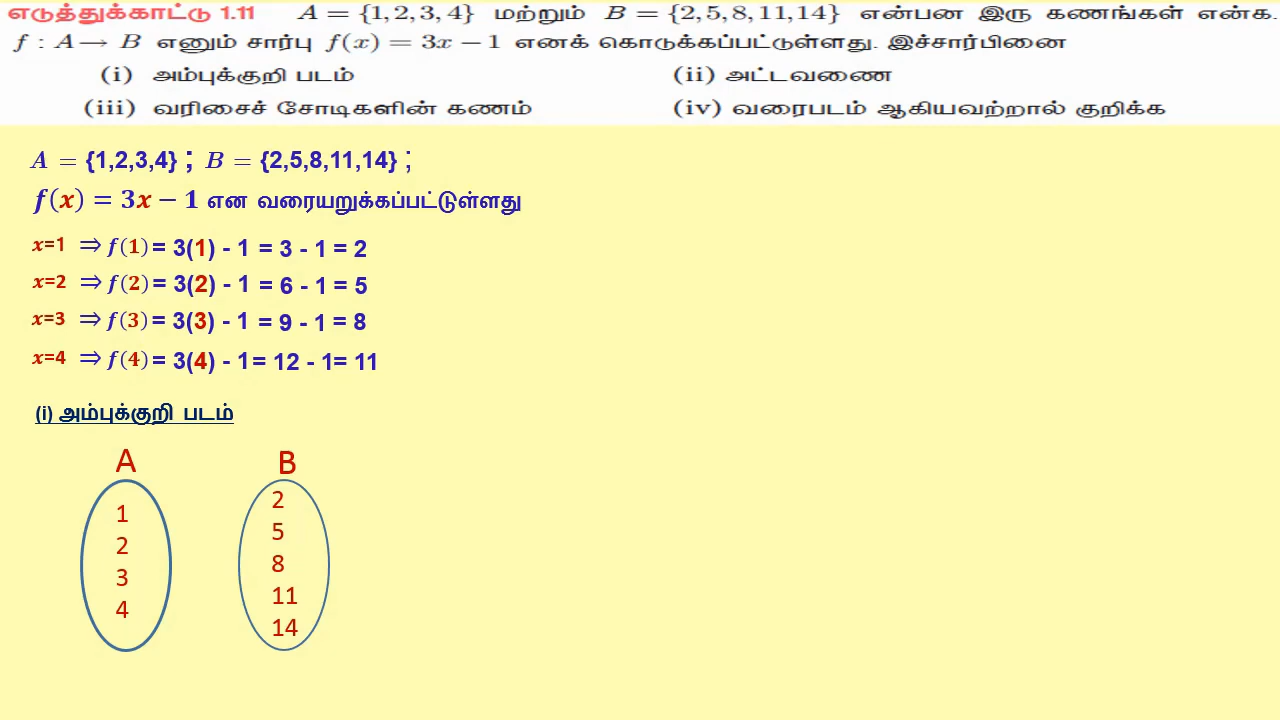 எடுத்துக்காட்டு 1.11 A = {1, 2, 3, 4} மற்றும் B = {2, 5, 8, 11, 14} என்பன இரு கணங்கள் என்க.
f : A → B எனும் சார்பு f(x) = 3x − 1 எனக் கொடுக்கப்பட்டுள்ளது. இச்சார்பினை
(i) அம்புக்குறி படம் (ii) அட்டவணை
(iii) வரிசைச் சோடிகளின் கணம் (iv) வரைபடம் ஆகியவற்றால் குறிக்க
A = {1,2,3,4} ; B = {2,5,8,11,14} ;
f(x) = 3x − 1 என வரையறுக்கப்பட்டுள்ளது
x=1 ⇒ f(1) = 3(1) - 1 = 3 - 1 = 2
x=2 ⇒ f(2) = 3(2) - 1 = 6 - 1 = 5
x=3 ⇒ f(3) = 3(3) - 1 = 9 - 1 = 8
x=4 ⇒ f(4) = 3(4) - 1 = 12 - 1 = 11
(i) அம்புக்குறி படம்
A
1
2
3
4
B
2
5
8
11
14